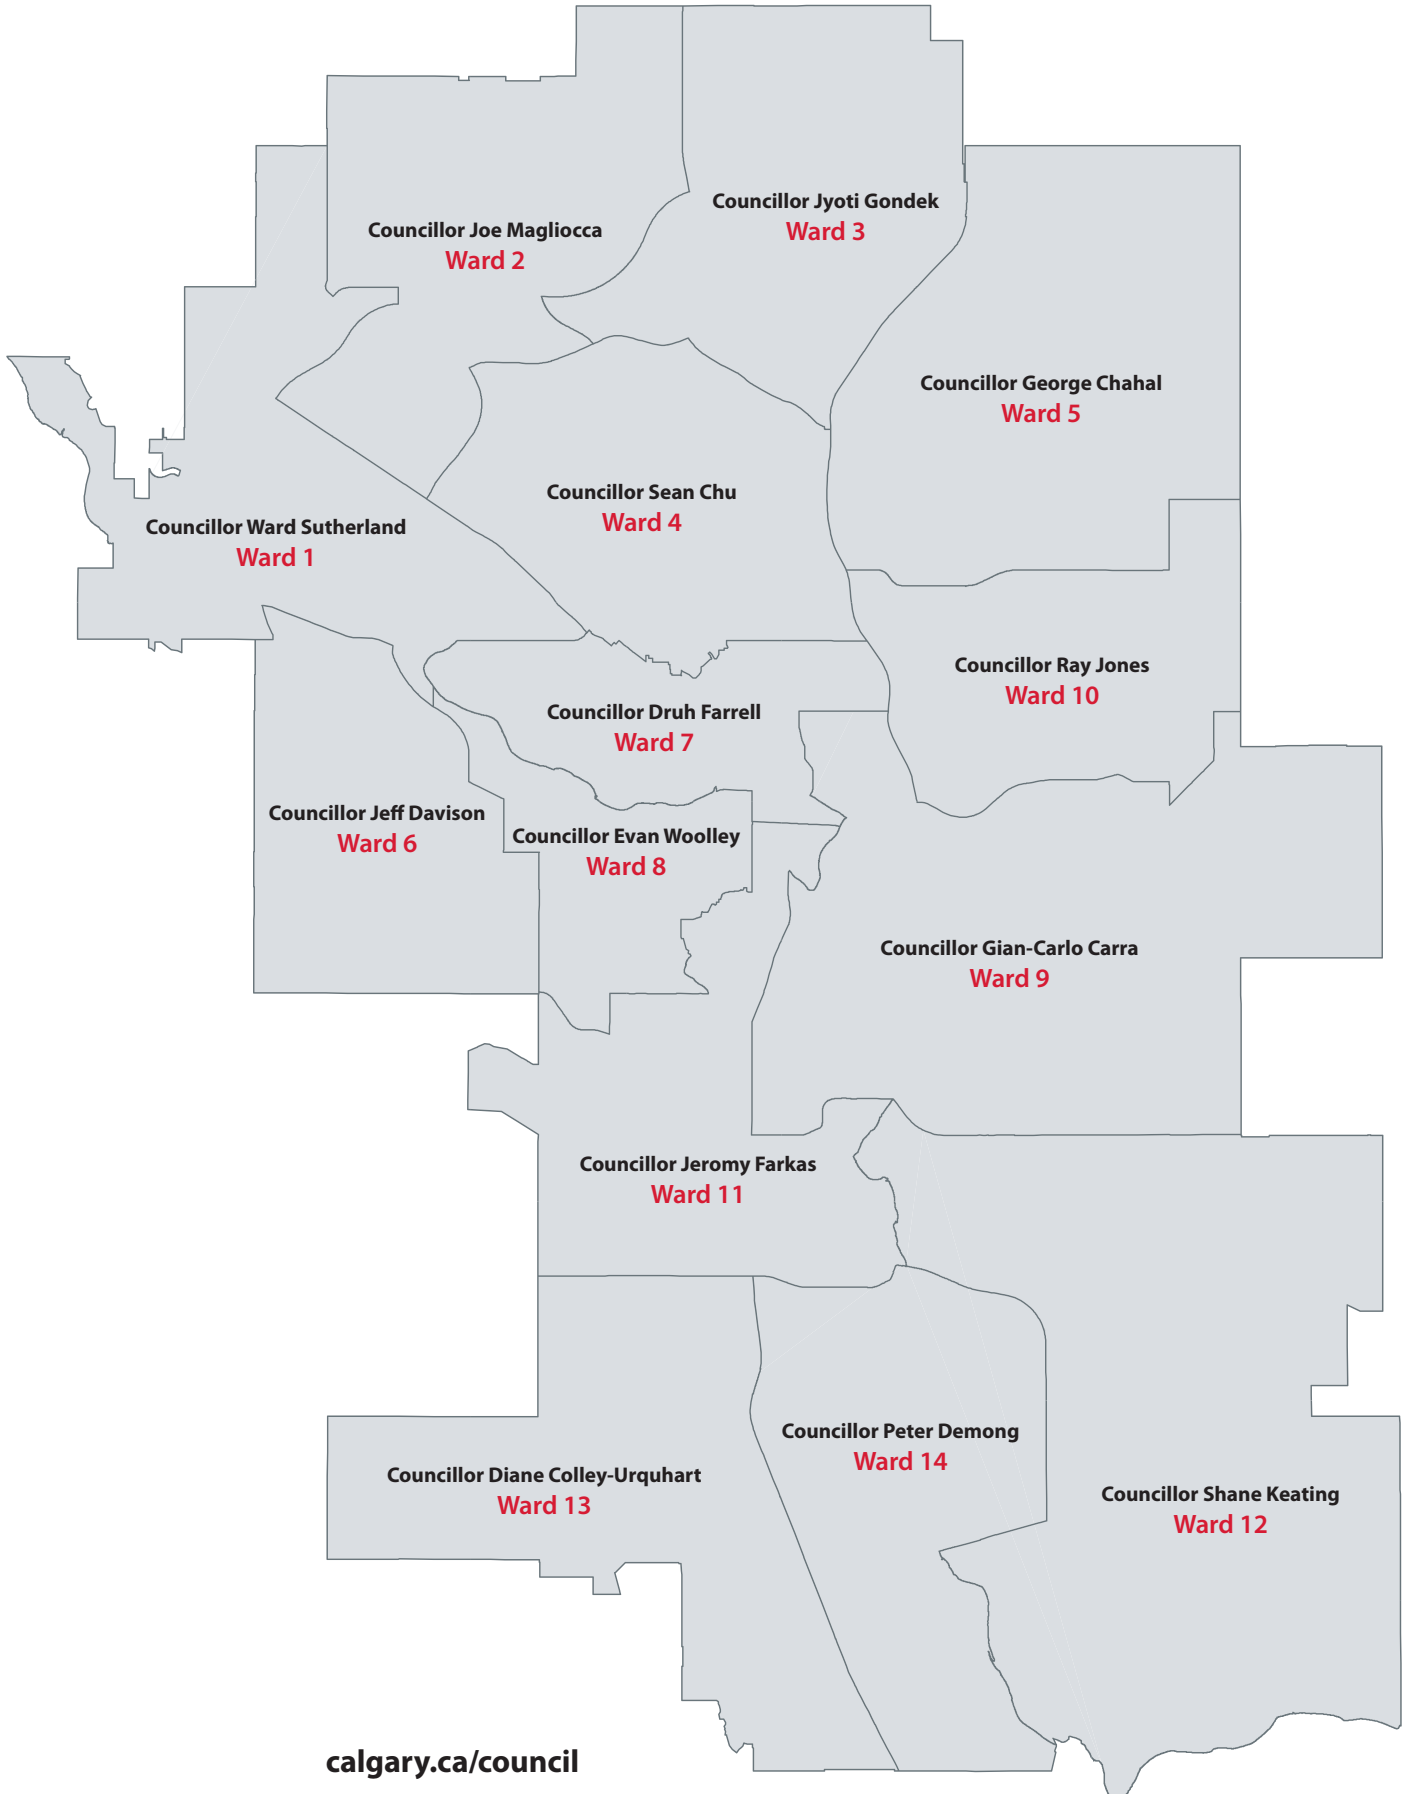 Councillor Jyoti Gondek
Ward 3
Councillor Joe Magliocca
Ward 2
Councillor George Chahal
Ward 5
Councillor Sean Chu
Ward 4
Councillor Ward Sutherland
Ward 1
Councillor Ray Jones
Ward 10
Councillor Druh Farrell
Ward 7
Councillor Jeff Davison
Ward 6
Councillor Evan Woolley
Ward 8
Councillor Gian-Carlo Carra
Ward 9
Councillor Jeromy Farkas
Ward 11
Councillor Peter Demong
Ward 14
Councillor Diane Colley-Urquhart
Ward 13
Councillor Shane Keating
Ward 12
calgary.ca/council